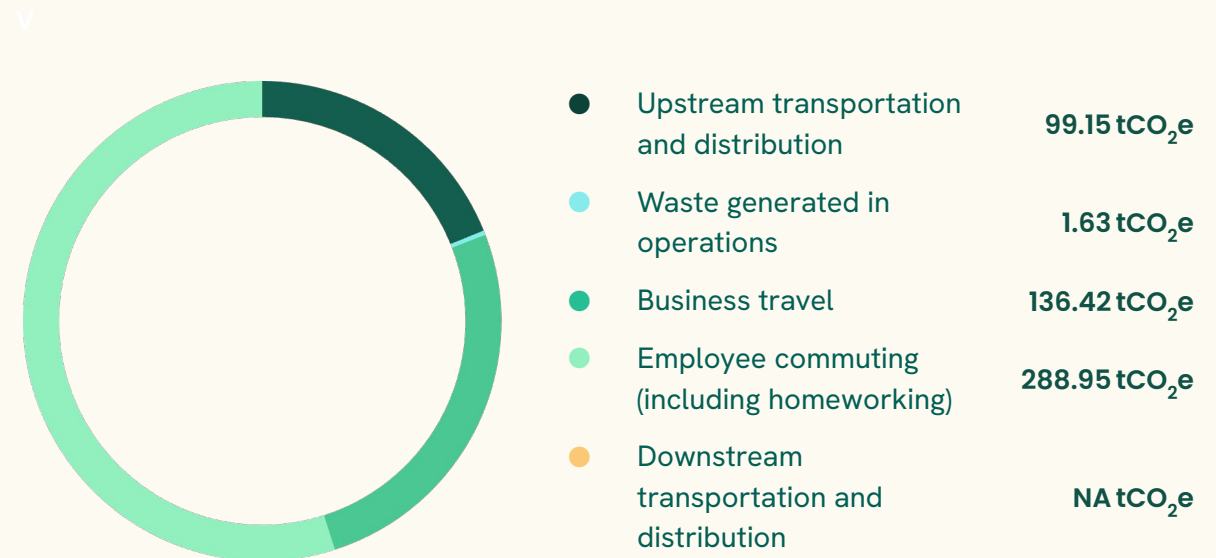 V
Upstream transportation
and distribution
99.15 tCO₂e
Waste generated in
operations
1.63 tCO₂e
Business travel
136.42 tCO₂e
Employee commuting
(including homeworking)
288.95 tCO₂e
Downstream
transportation and
distribution
NA tCO₂e